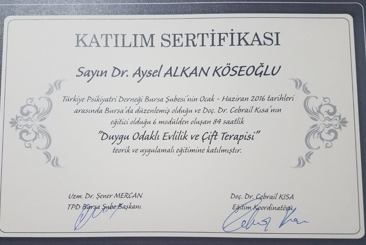 KATILIM SERTİFİKASI
Sayın Dr. Aysel ALKAN KÖSEOĞLU
Türkiye Psikiyatri Derneği Bursa Şubesi'nin Ocak - Haziran 2016 tarihleri
arasında Bursa'da düzenlemiş olduğu ve Doç. Dr. Cebrail Kısa'nın
eğitici olduğu 6 modülden oluşan 84 saatlik
"Duygu Odaklı Evlilik ve Çift Terapisi"
teorik ve uygulamalı eğitimine katılmıştır.
Uzm. Dr. Şener MERCAN
TPD Bursa Şube Başkanı
Doç. Dr. Cebrail KISA
Eğitim Koordinatörü